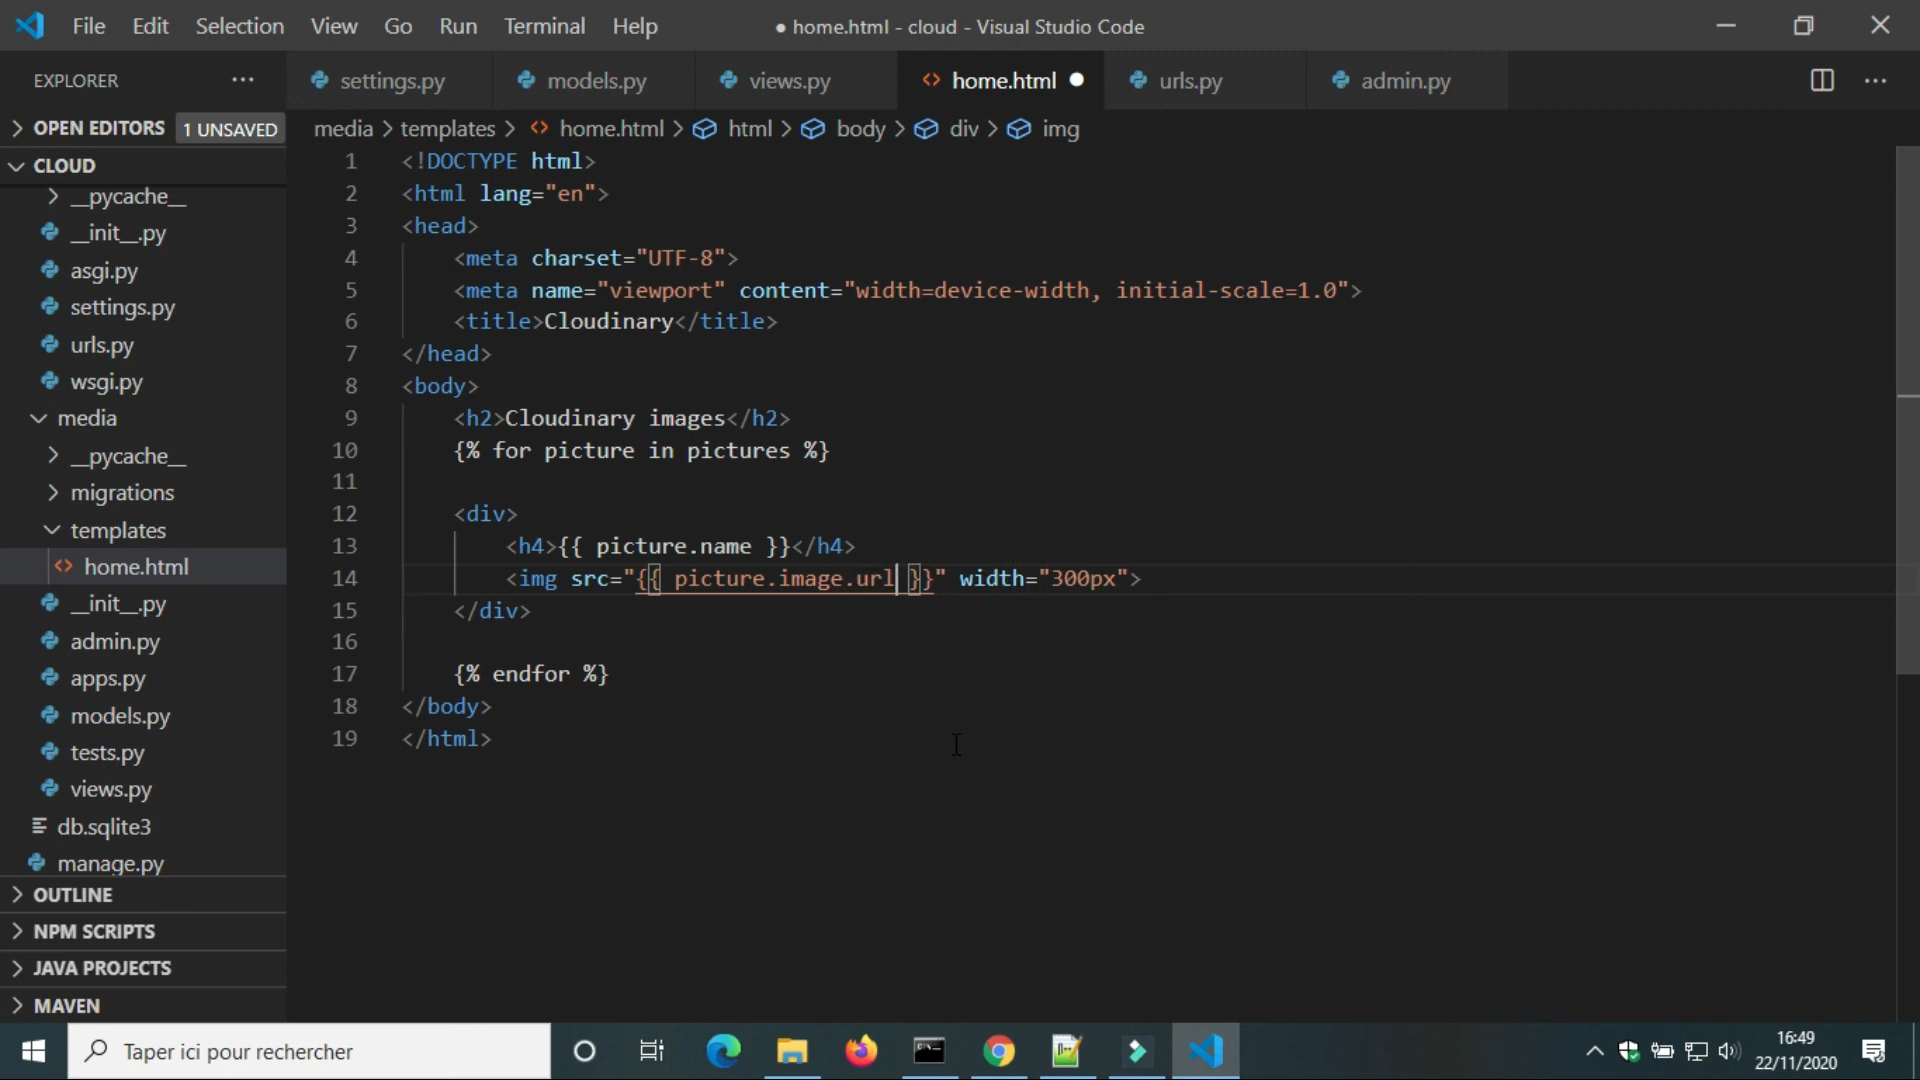 File Edit Selection View Go Run Terminal Help
● home.html - cloud - Visual Studio Code
EXPLORER ···
settings.py
models.py
views.py
home.html ●
urls.py
admin.py
OPEN EDITORS 1 UNSAVED
media > templates > home.html > html > body > div > img
CLOUD
__pycache__
__init__.py
asgi.py
settings.py
urls.py
wsgi.py
media
__pycache__
migrations
templates
home.html
__init__.py
admin.py
apps.py
models.py
tests.py
views.py
db.sqlite3
manage.py
OUTLINE
NPM SCRIPTS
JAVA PROJECTS
MAVEN
1 <!DOCTYPE html>
2 <html lang="en">
3 <head>
4     <meta charset="UTF-8">
5     <meta name="viewport" content="width=device-width, initial-scale=1.0">
6     <title>Cloudinary</title>
7 </head>
8 <body>
9     <h2>Cloudinary images</h2>
10     {% for picture in pictures %}
11
12     <div>
13         <h4>{{ picture.name }}</h4>
14         <img src="{{ picture.image.url }}" width="300px">
15     </div>
16
17     {% endfor %}
18 </body>
19 </html>
Taper ici pour rechercher
16:49
22/11/2020